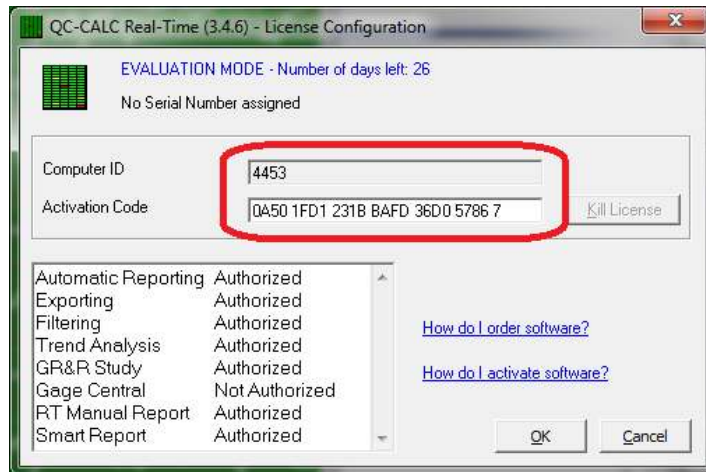 QC-CALC Real-Time (3.4.6) - License Configuration
EVALUATION MODE - Number of days left: 26
No Serial Number assigned
Computer ID 4453
Activation Code 0A50 1FD1 231B BAFD 36D0 5786 7 Kill License
Automatic Reporting Authorized
Exporting Authorized
Filtering Authorized
Trend Analysis Authorized
GR&R Study Authorized
Gage Central Not Authorized
RT Manual Report Authorized
Smart Report Authorized
How do I order software?
How do I activate software?
OK Cancel